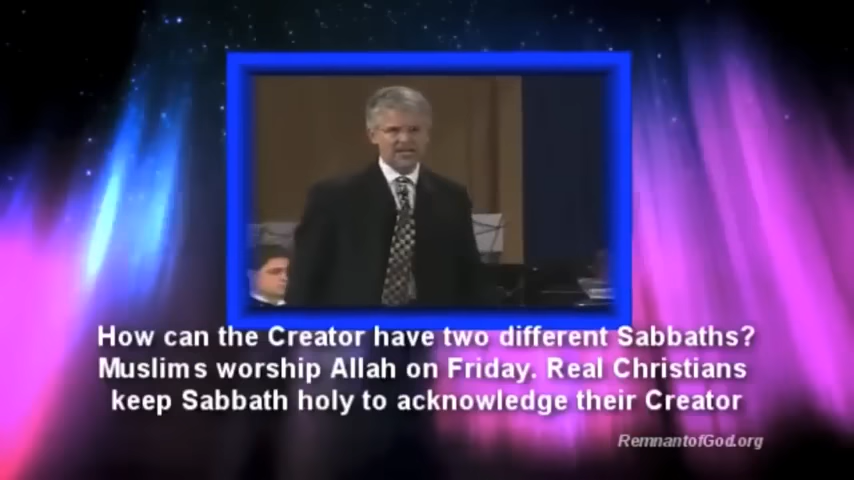 How can the Creator have two different Sabbaths?
Muslims worship Allah on Friday. Real Christians
keep Sabbath holy to acknowledge their Creator
RemnantofGod.org